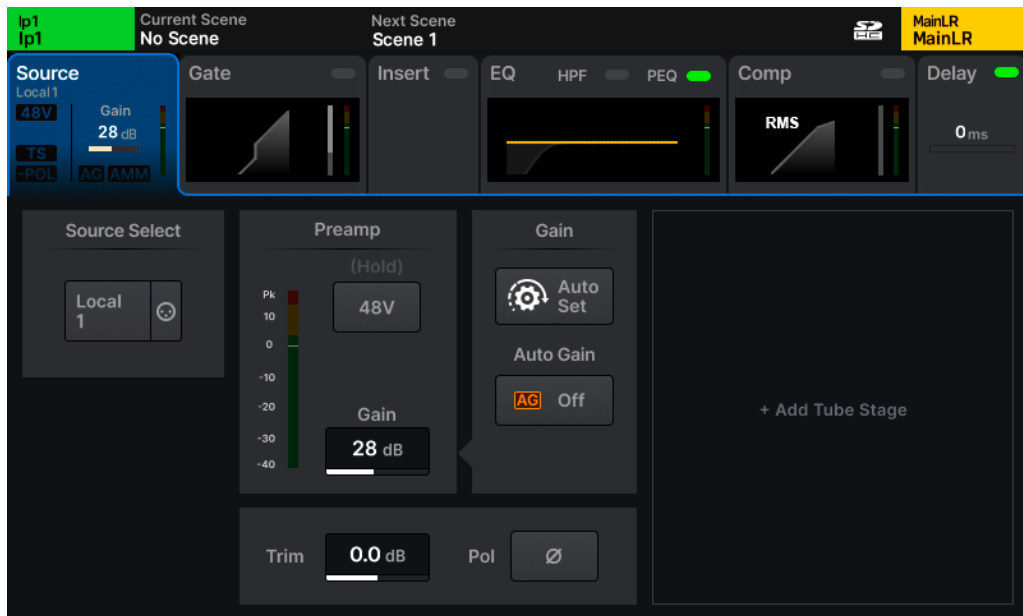 Ip1
Ip1
Current Scene
No Scene
Next Scene
Scene 1
MainLR
MainLR
Source
Local1
48V
TS
-POL
Gain
28 dB
AG AMM
Gate
Insert
EQ
HPF
PEQ
Comp
RMS
Delay
0 ms
Source Select
Local
1
Preamp
(Hold)
48V
Pk
10
0
-10
-20
-30
-40
Gain
28 dB
Gain
Auto
Set
Auto Gain
AG Off
+ Add Tube Stage
Trim
0.0 dB
Pol
Ø